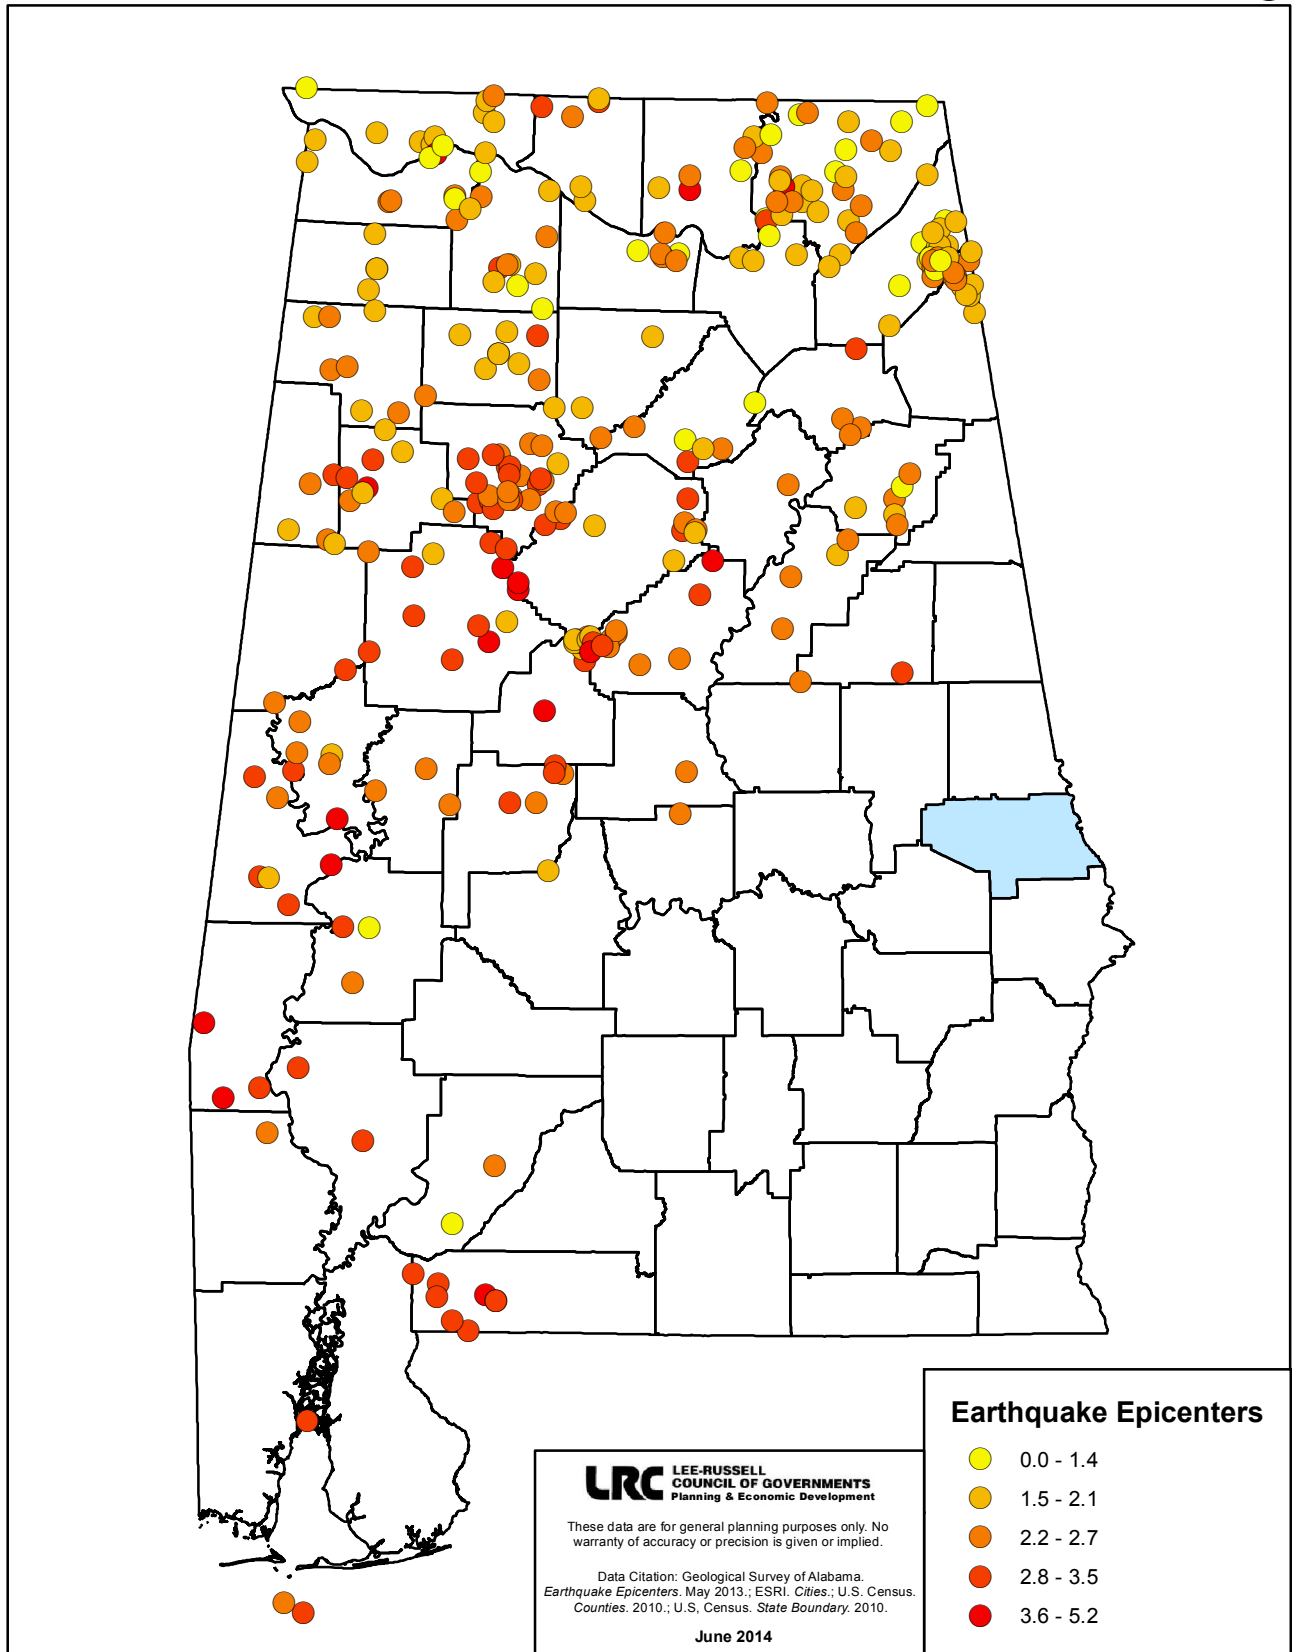 LRC
LEE-RUSSELL
COUNCIL OF GOVERNMENTS
Planning & Economic Development
These data are for general planning purposes only. No
warranty of accuracy or precision is given or implied.
Data Citation: Geological Survey of Alabama.
Earthquake Epicenters. May 2013.; ESRI. Cities.; U.S. Census.
Counties. 2010.; U.S, Census. State Boundary. 2010.
June 2014
Earthquake Epicenters
0.0 - 1.4
1.5 - 2.1
2.2 - 2.7
2.8 - 3.5
3.6 - 5.2